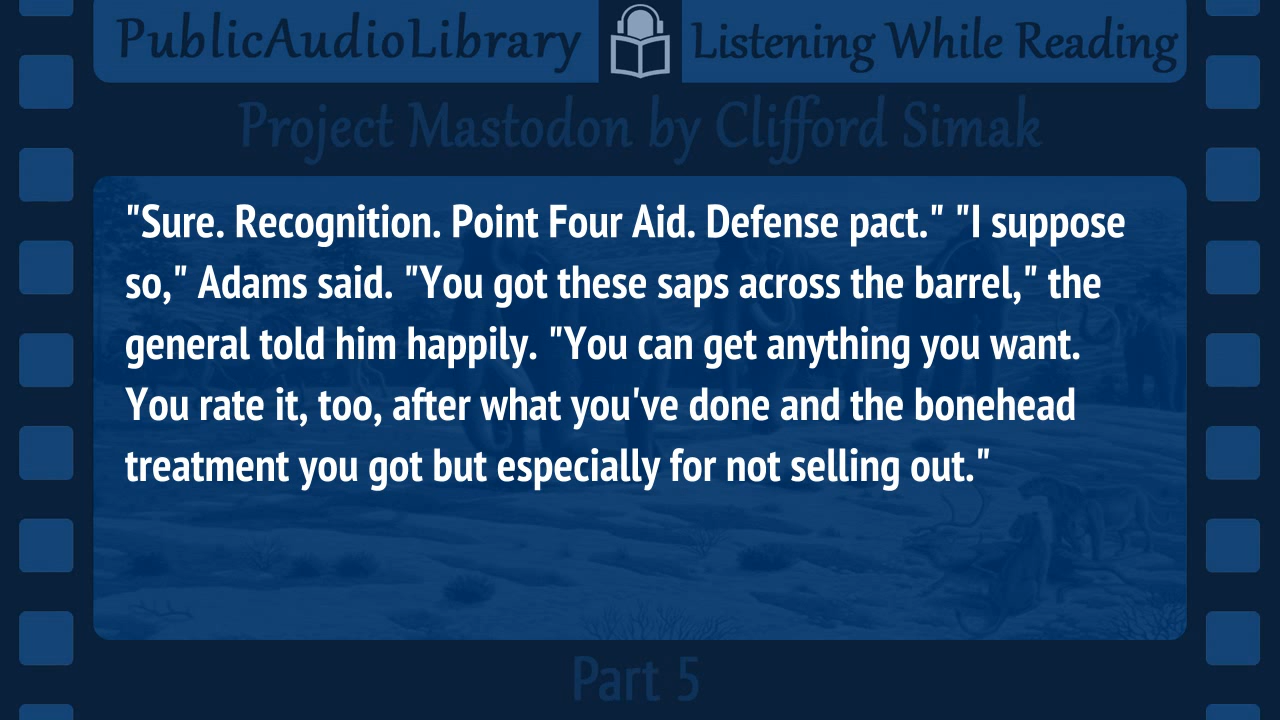 PublicAudioLibrary
Listening While Reading
Project Mastodon by Clifford Simak
"Sure. Recognition. Point Four Aid. Defense pact." "I suppose
so," Adams said. "You got these saps across the barrel," the
general told him happily. "You can get anything you want.
You rate it, too, after what you've done and the bonehead
treatment you got but especially for not selling out."
Part 5